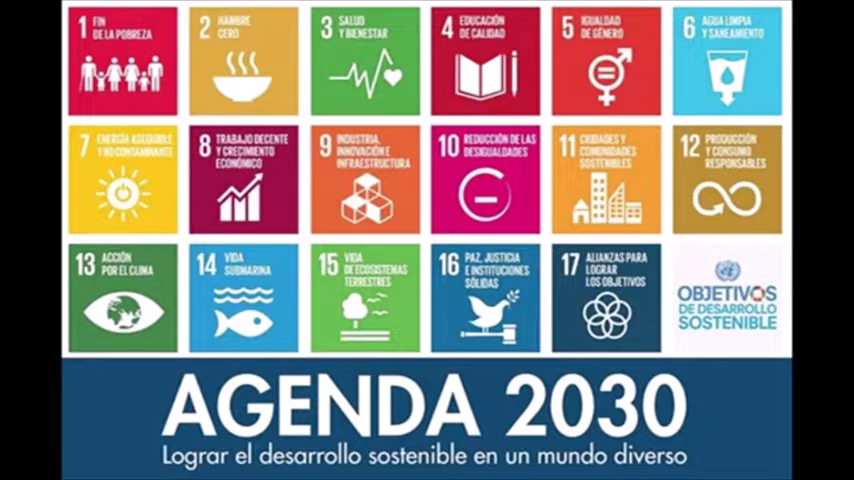 1 FIN
DE LA POBREZA
2 HAMBRE
CERO
3 SALUD
Y BIENESTAR
4 EDUCACIÓN
DE CALIDAD
5 IGUALDAD
DE GÉNERO
6 AGUA LIMPIA
Y SANEAMIENTO
7 ENERGÍA ASEQUIBLE
Y NO CONTAMINANTE
8 TRABAJO DECENTE
Y CRECIMIENTO
ECONÓMICO
9 INDUSTRIA,
INNOVACIÓN E
INFRAESTRUCTURA
10 REDUCCIÓN DE LAS
DESIGUALDADES
11 CIUDADES Y
COMUNIDADES
SOSTENIBLES
12 PRODUCCIÓN
Y CONSUMO
RESPONSABLES
13 ACCIÓN
POR EL CLIMA
14 VIDA
SUBMARINA
15 VIDA
DE ECOSISTEMAS
TERRESTRES
16 PAZ, JUSTICIA
E INSTITUCIONES
SÓLIDAS
17 ALIANZAS PARA
LOGRAR
LOS OBJETIVOS
OBJETIVOS
DE DESARROLLO
SOSTENIBLE
AGENDA 2030
Lograr el desarrollo sostenible en un mundo diverso